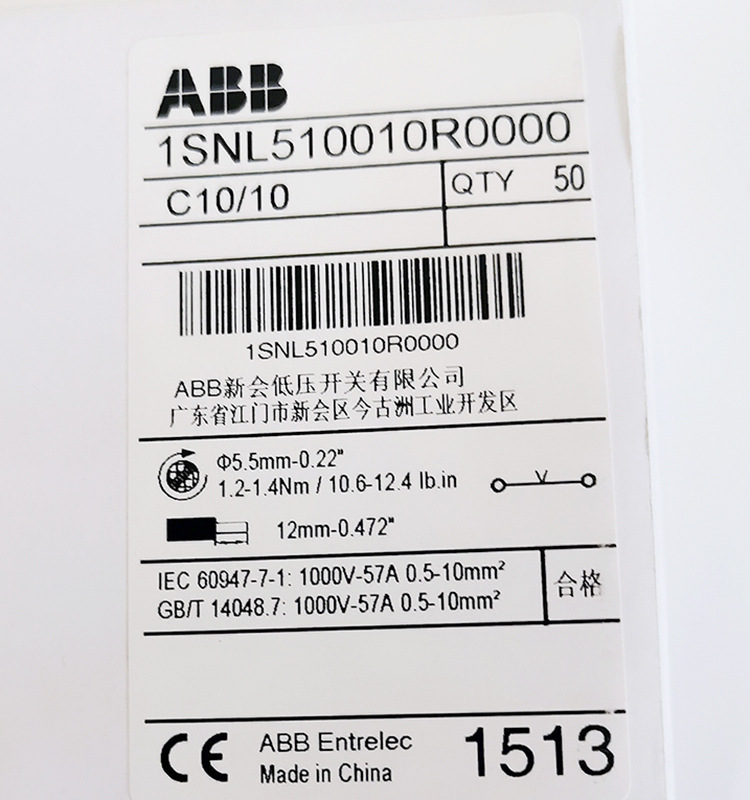 ABB
1SNL510010R0000
C10/10
QTY 50
1SNL510010R0000
ABB新会低压开关有限公司
广东省江门市新会区今古洲工业开发区
Φ5.5mm-0.22"
1.2-1.4Nm / 10.6-12.4 lb.in
12mm-0.472"
IEC 60947-7-1: 1000V-57A 0.5-10mm²
GB/T 14048.7: 1000V-57A 0.5-10mm²
合格
CE
ABB Entrelec
Made in China
1513